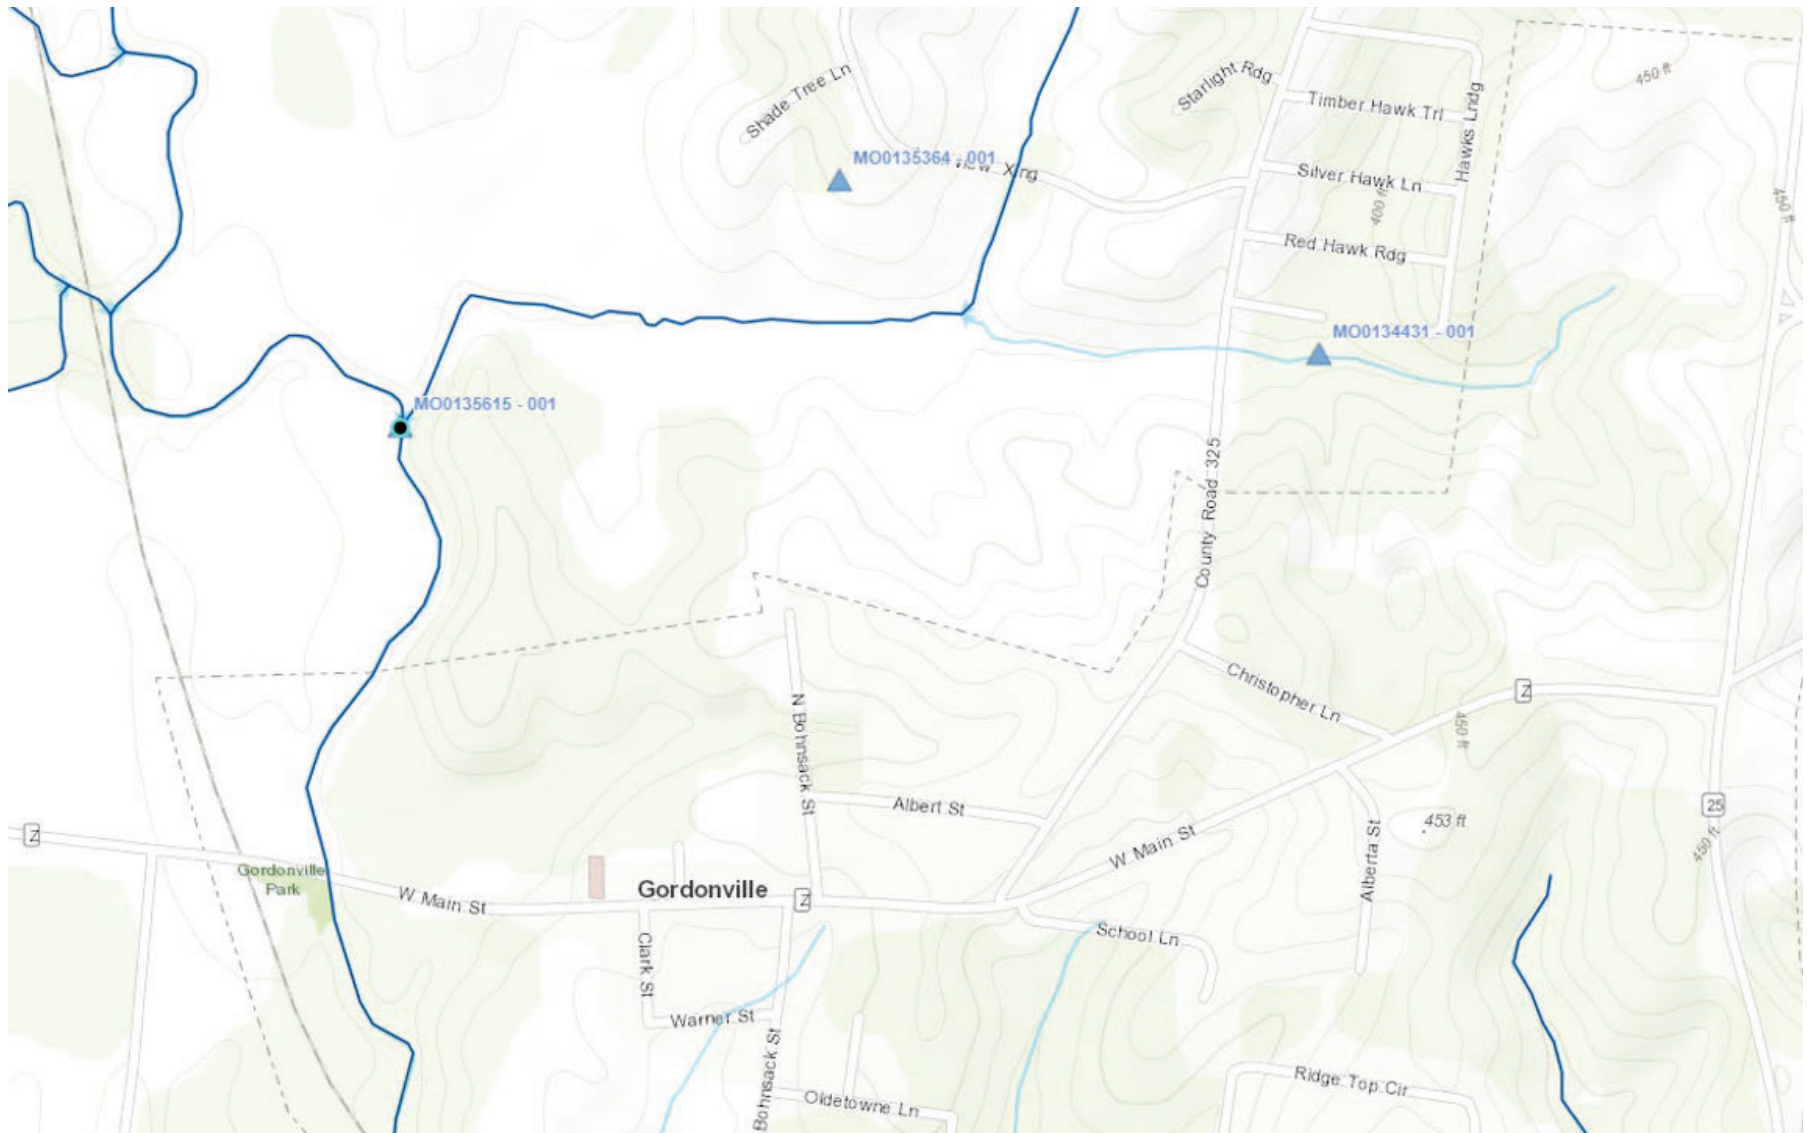 450 ft
Starlight Rdg
Shade Tree Ln
Timber Hawk Trl
Hawks Lndg
MO0135364 - 001
Xing
Silver Hawk Ln
400 ft
450 ft
Red Hawk Rdg
MO0134431 - 001
MO0135615 - 001
County Road 325
Christopher Ln
Z
450 ft
N Bohnsack St
Albert St
453 ft
25
Z
W Main St
450 ft
Alberta St
Gordonville
Park
W Main St
Gordonville
Z
School Ln
Clark St
Warner St
Bohnsack St
Ridge Top Cir
Oldetowne Ln